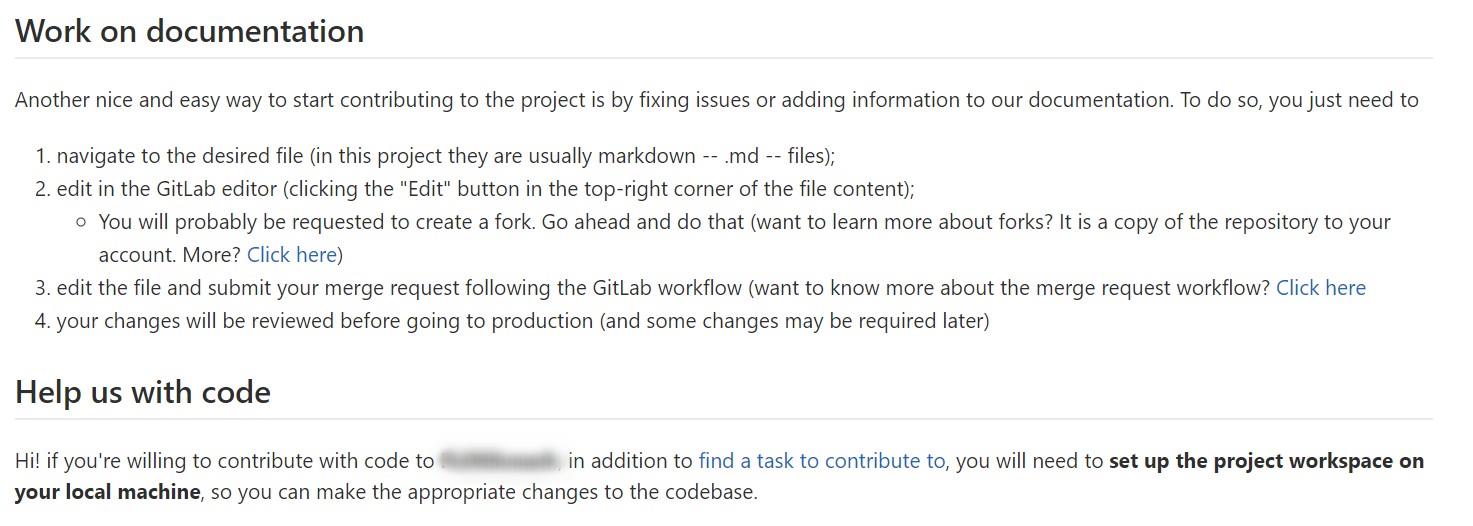 Work on documentation
Another nice and easy way to start contributing to the project is by fixing issues or adding information to our documentation. To do so, you just need to
1. navigate to the desired file (in this project they are usually markdown -- .md -- files);
2. edit in the GitLab editor (clicking the "Edit" button in the top-right corner of the file content);
You will probably be requested to create a fork. Go ahead and do that (want to learn more about forks? It is a copy of the repository to your
account. More? Click here)
3. edit the file and submit your merge request following the GitLab workflow (want to know more about the merge request workflow? Click here
4. your changes will be reviewed before going to production (and some changes may be required later)
Help us with code
Hi! if you're willing to contribute with code to in addition to find a task to contribute to, you will need to set up the project workspace on
your local machine, so you can make the appropriate changes to the codebase.